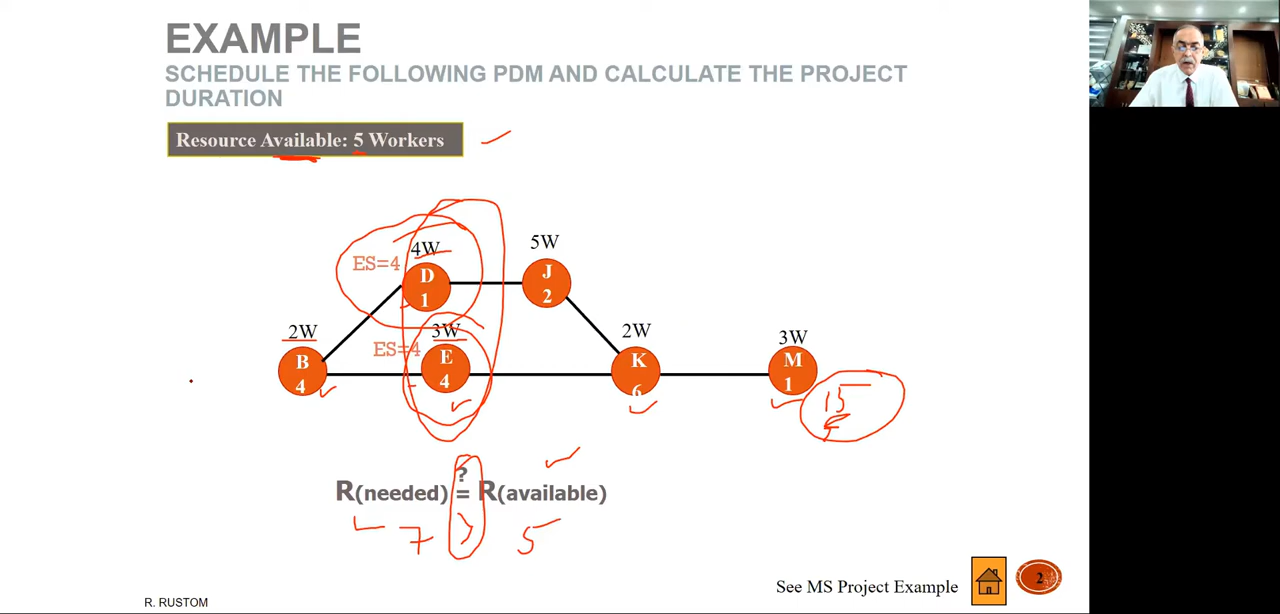 EXAMPLE
SCHEDULE THE FOLLOWING PDM AND CALCULATE THE PROJECT
DURATION
Resource Available: 5 Workers
4W
5W
ES=4
D
1
J
2
2W
3W
2W
3W
ES=4
B
4
E
4
K
6
M
1
15
?
R(needed) = R(available)
7 > 5
See MS Project Example
2
R. RUSTOM